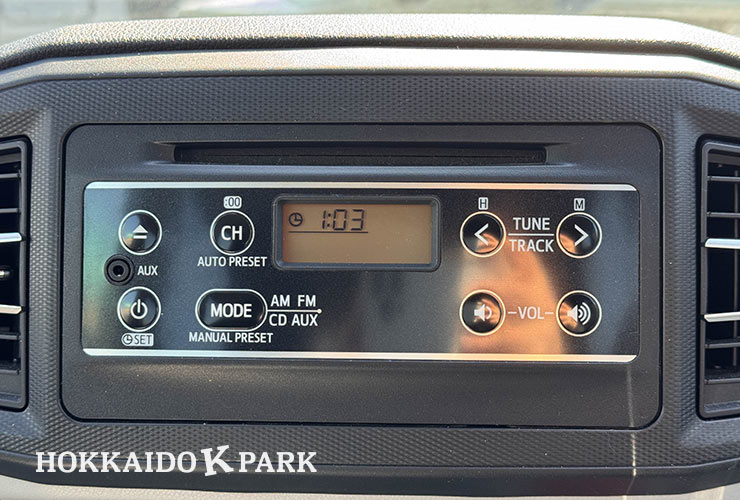 :00
H
M
CH
1:03
TUNE
TRACK
AUX
AUTO PRESET
MODE
AM FM
CD AUX
VOL
SET
MANUAL PRESET
HOKKAIDO K PARK